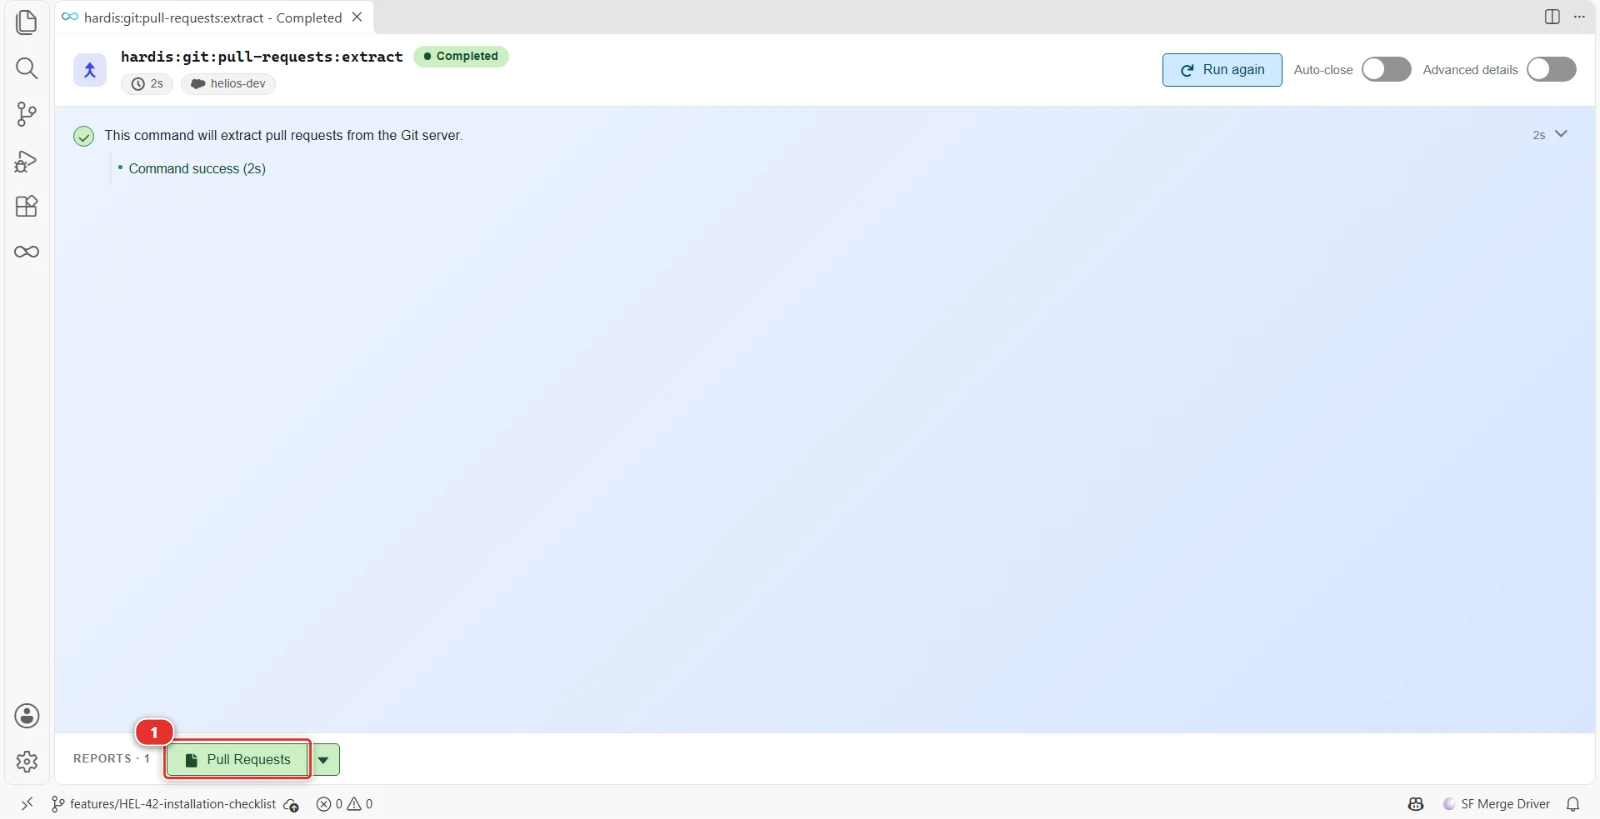 hardis:git:pull-requests:extract - Completed
hardis:git:pull-requests:extract
Completed
2s
helios-dev
Run again
Auto-close
Advanced details
This command will extract pull requests from the Git server.
2s
• Command success (2s)
1
REPORTS · 1
Pull Requests
features/HEL-42-installation-checklist
0
0
SF Merge Driver